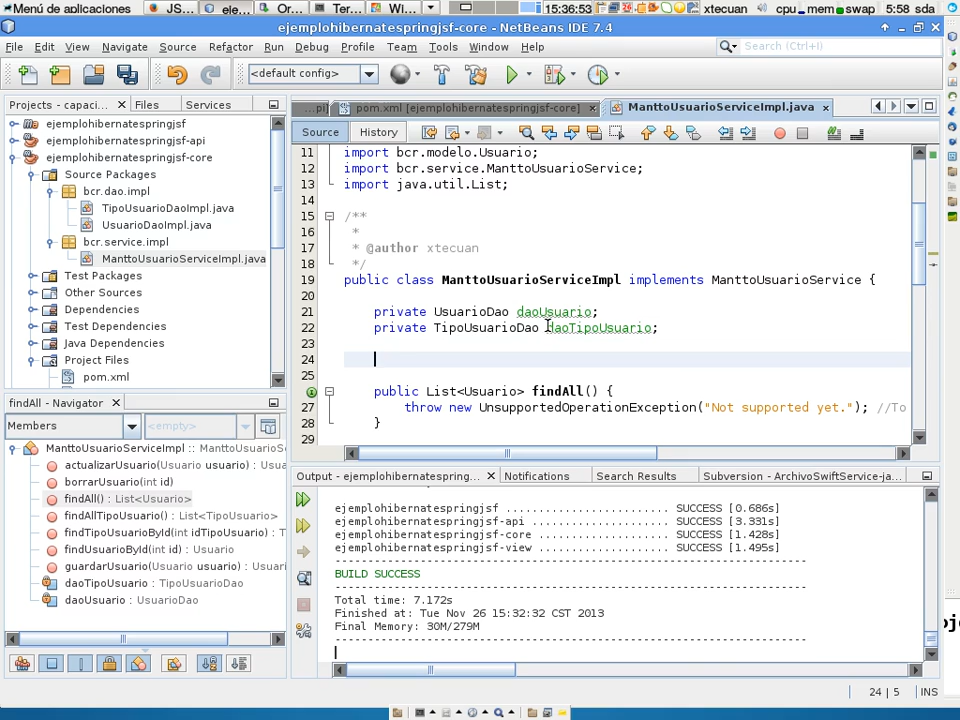 Menú de aplicaciones
JS...
ele...
Or...
Ter...
Wi...
15:36:53
xtecuan
cpu
mem
swap
5:58
sda
ejemplohibernatespringjsf-core - NetBeans IDE 7.4
File Edit View Navigate Source Refactor Run Debug Profile Team Tools Window Help
Search (Ctrl+I)
<default config>
Projects - capaci...
Files
Services
pom.xml [ejemplohibernatespringjsf-core]
ManttoUsuarioServiceImpl.java
Source
History
ejemplohibernatespringjsf
ejemplohibernatespringjsf-api
ejemplohibernatespringjsf-core
Source Packages
bcr.dao.impl
TipoUsuarioDaoImpl.java
UsuarioDaoImpl.java
bcr.service.impl
ManttoUsuarioServiceImpl.java
Test Packages
Other Sources
Dependencies
Test Dependencies
Java Dependencies
Project Files
pom.xml
11 import bcr.modelo.Usuario;
12 import bcr.service.ManttoUsuarioService;
13 import java.util.List;
14
15 /**
16 *
17 * @author xtecuan
18 */
19 public class ManttoUsuarioServiceImpl implements ManttoUsuarioService {
20
21 private UsuarioDao daoUsuario;
22 private TipoUsuarioDao daoTipoUsuario;
23
24
25
public List<Usuario> findAll() {
27 throw new UnsupportedOperationException("Not supported yet."); //To
28 }
29
findAll - Navigator
Members
<empty>
ManttoUsuarioServiceImpl :: ManttoUsuarioS
actualizarUsuario(Usuario usuario) : Usua
borrarUsuario(int id)
findAll() : List<Usuario>
findAllTipoUsuario() : List<TipoUsuario>
findTipoUsuarioById(int idTipoUsuario) : T
findUsuarioById(int id) : Usuario
guardarUsuario(Usuario usuario) : Usuari
daoTipoUsuario : TipoUsuarioDao
daoUsuario : UsuarioDao
Output - ejemplohibernatespring...
Notifications
Search Results
Subversion - ArchivoSwiftService-ja...
ejemplohibernatespringjsf ........................ SUCCESS [0.686s]
ejemplohibernatespringjsf-api .................... SUCCESS [3.331s]
ejemplohibernatespringjsf-core ................... SUCCESS [1.428s]
ejemplohibernatespringjsf-view ................... SUCCESS [1.495s]
------------------------------------------------------------------------
BUILD SUCCESS
------------------------------------------------------------------------
Total time: 7.172s
Finished at: Tue Nov 26 15:32:32 CST 2013
Final Memory: 30M/279M
------------------------------------------------------------------------
24 | 5
INS